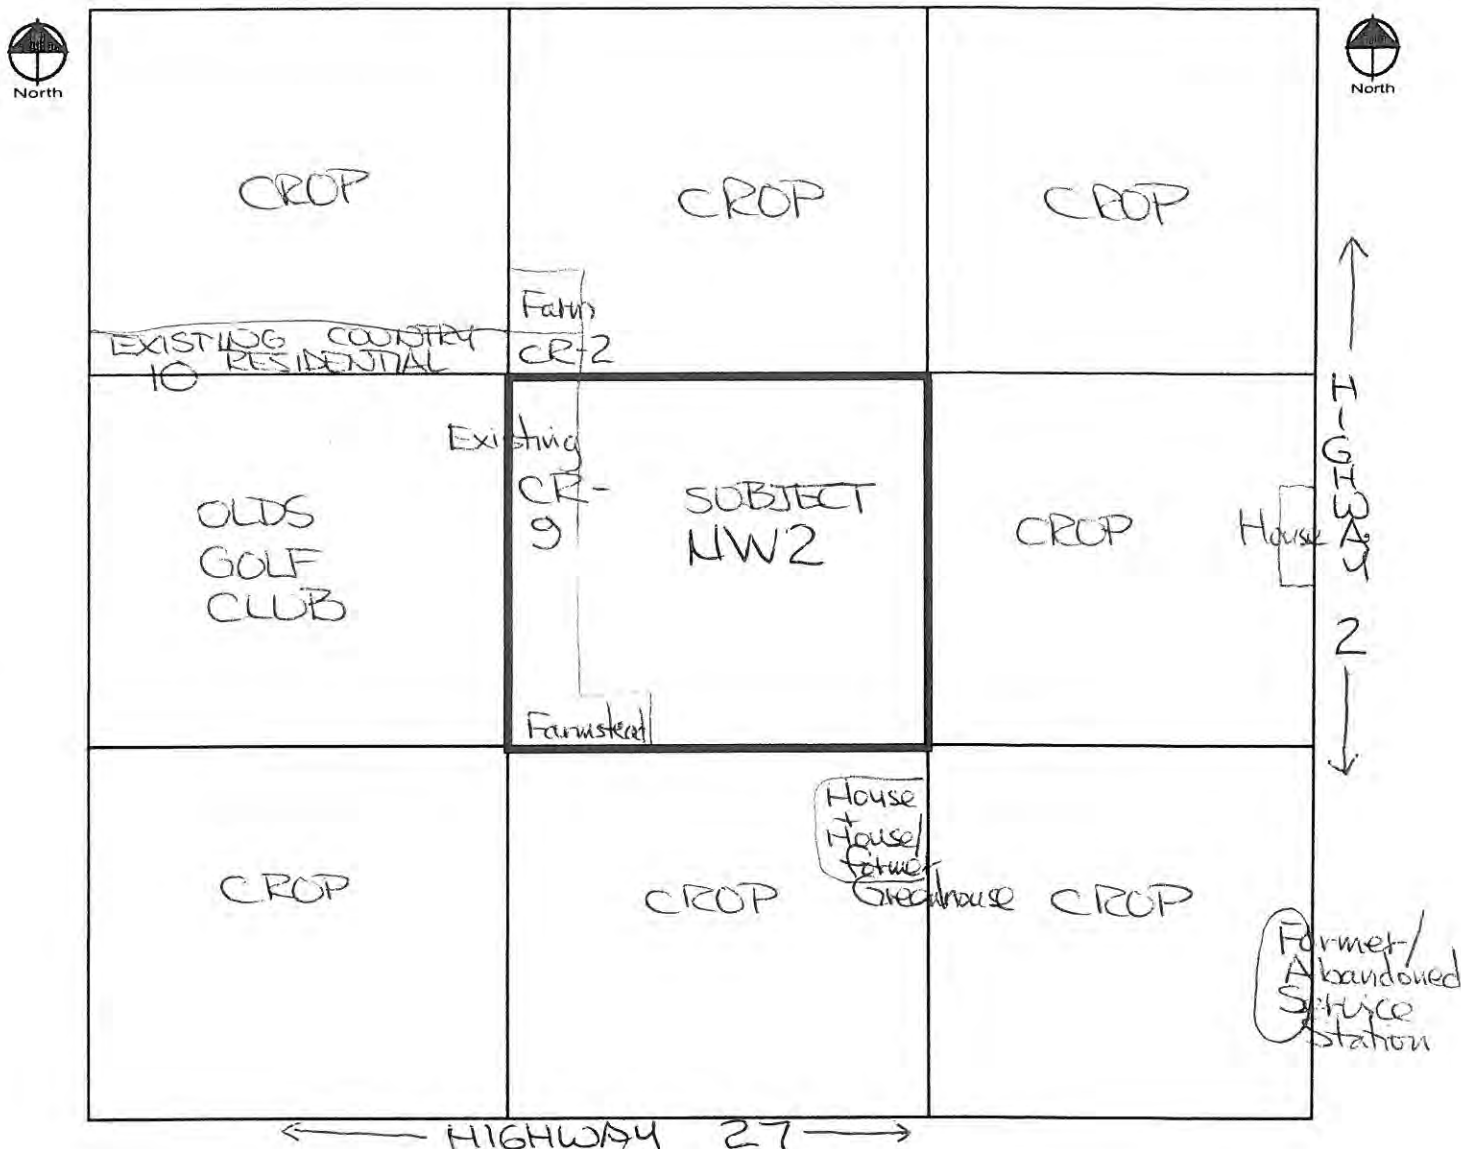 North
North
CROP
CROP
CROP
Farm
EXISTING COUNTRY
10 RESIDENTIAL
CR-2
Existing
CR-
9
SUBJECT
NW2
OLDS
GOLF
CLUB
CROP
House
HIGHWAY 2
Farmstead
House
+
House/
former
Greenhouse
CROP
CROP
CROP
Former/
Abandoned
Service
Station
HIGHWAY 27